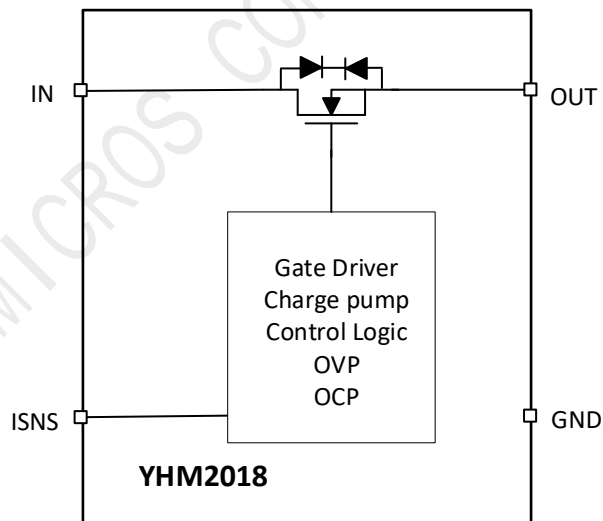 IN
OUT
Gate Driver
Charge pump
Control Logic
OVP
OCP
ISNS
GND
YHM2018